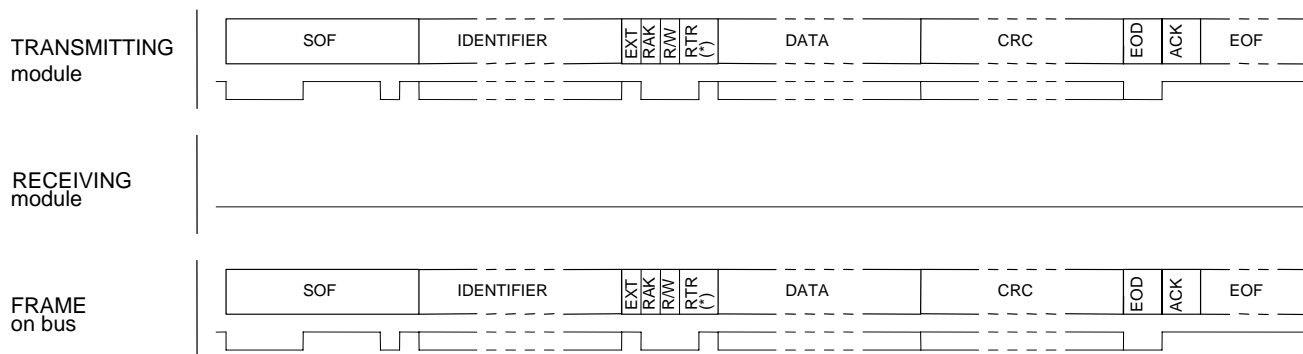 TRANSMITTING
module
SOF IDENTIFIER EXT RAK R/W RTR (*) DATA CRC EOD ACK EOF
RECEIVING
module
FRAME
on bus
SOF IDENTIFIER EXT RAK R/W RTR (*) DATA CRC EOD ACK EOF